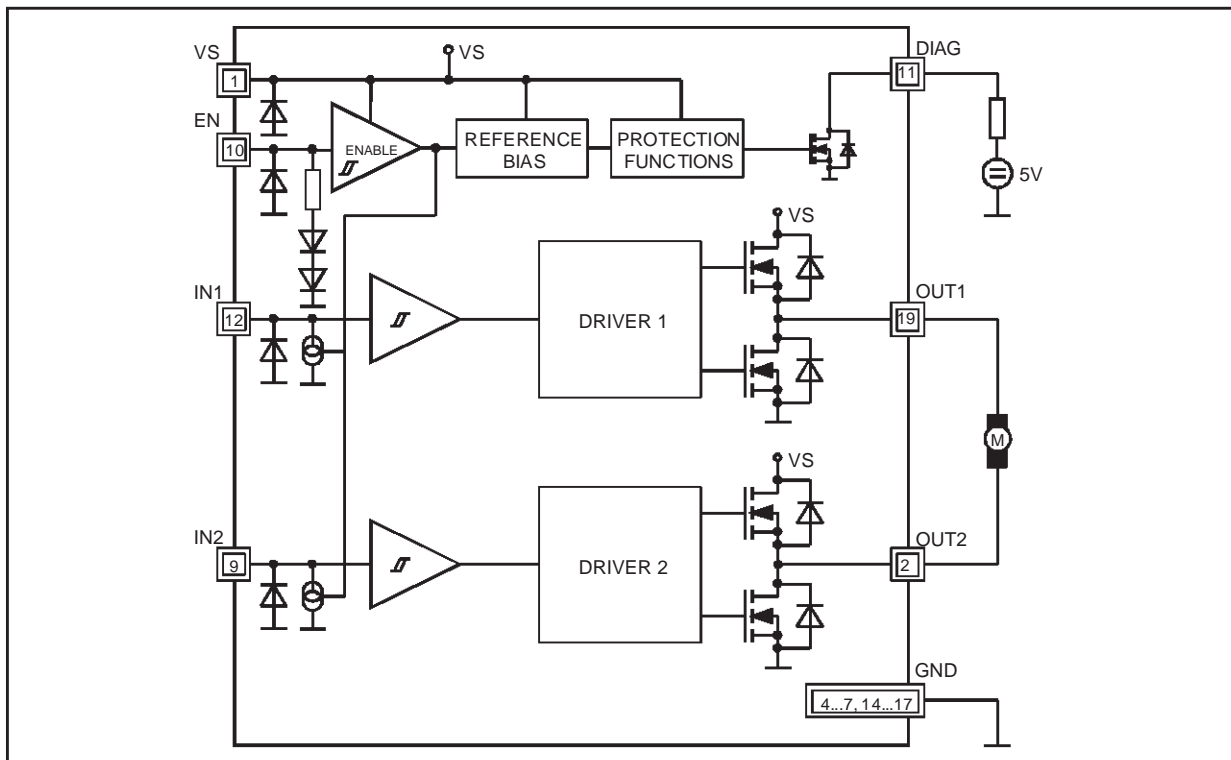 VS
VS
DIAG
1
11
EN
10
ENABLE
REFERENCE
BIAS
PROTECTION
FUNCTIONS
5V
VS
IN1
OUT1
12
DRIVER 1
19
M
VS
IN2
OUT2
9
DRIVER 2
2
GND
4...7, 14...17